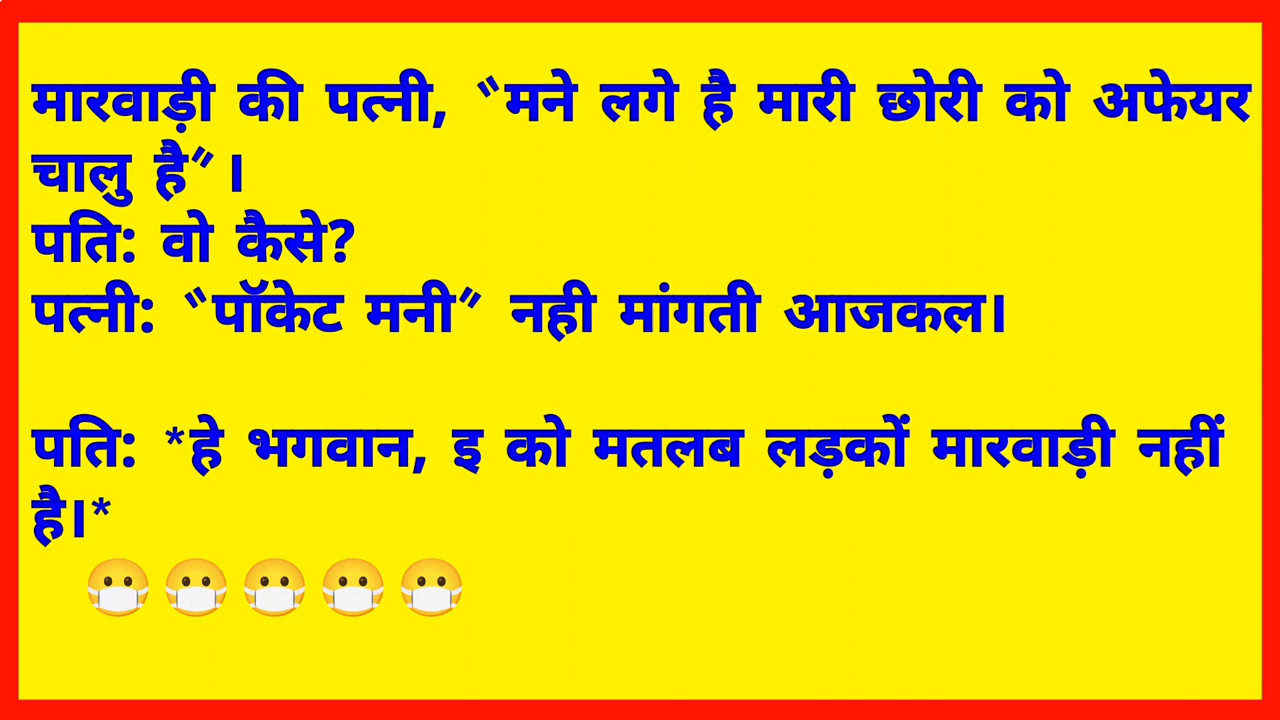 मारवाड़ी की पत्नी, "मने लगे है मारी छोरी को अफेयर
चालु है"।
पति: वो कैसे?
पत्नी: "पॉकेट मनी" नही मांगती आजकल।
पति: *हे भगवान, इ को मतलब लड़कों मारवाड़ी नहीं
है।*
😷😷😷😷😷